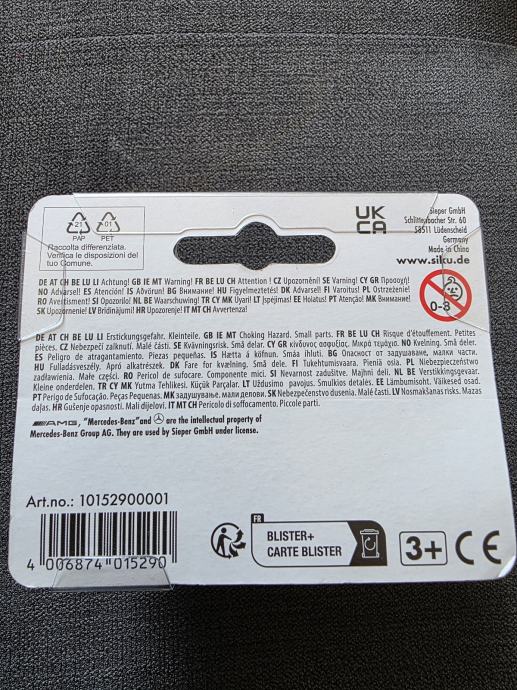 21
PAP
01
PET
Raccolta differenziata.
Verifica le disposizioni del
tuo Comune.
UK
CA
Sieper GmbH
Schlittenbacher Str. 60
58511 Lüdenscheid
Germany
Made in China
www.siku.de
0-3
DE AT CH BE LU LI Achtung! GB IE MT Warning! FR BE LU CH Attention ! CZ Upozornění! SE Varning! CY GR Προσοχή!
NO Advarsel! ES Atención! IS Aðvörun! BG Внимание! HU Figyelmeztetés! DK Advarsel! FI Varoitus! PL Ostrzeżenie!
RO Avertisment! SI Opozorilo! NL BE Waarschuwing! TR CY MK Uyari! LT Įspėjimas! EE Hoiatus! PT Atenção! MK Внимание!
SK Upozornenie! LV Brīdinājums! HR Upozorenje! IT MT CH Avvertenza!
DE AT CH BE LU LI Erstickungsgefahr. Kleinteile. GB IE MT Choking Hazard. Small parts. FR BE LU CH Risque d'étouffement. Petites
pièces. CZ Nebezpečí zalknutí. Malé části. SE Kvävningsrisk. Små delar. CY GR κίνδυνος ασφυξίας. Μικρά τεμάχια. NO Kvelning. Små deler.
ES Peligro de atragantamiento. Piezas pequeñas. IS Hætta á köfnun. Smáa íhluti. BG Опасност от задушаване. малки части.
HU Fulladásveszély. Apró alkatrészek. DK Fare for kvælning. Små dele. FI Tukehtumisvaara. Pieniä osia. PL Niebezpieczeństwo
zadławienia. Małe części. RO Pericol de sufocare. Componente mici. SI Nevarnost zadušitve. Majhni deli. NL BE Verstikkingsgevaar.
Kleine onderdelen. TR CY MK Yutma Tehlikesi. Küçük Parçalar. LT Uždusimo pavojus. Smulkios detalės. EE Lämbumisoht. Väikesed osad.
PT Perigo de Sufocação. Peças Pequenas. MK задушување. мали делови. SK Nebezpečenstvo dusenia. Malé časti. LV Nosmakšanas risks. Mazas
daļas. HR Gušenje opasnosti. Mali dijelovi. IT MT CH Pericolo di soffocamento. Piccole parti.
AMG, "Mercedes-Benz" and are the intellectual property of
Mercedes-Benz Group AG. They are used by Sieper GmbH under license.
Art.no.: 10152900001
4 006874 015290
FR
BLISTER+
CARTE BLISTER
3+
CE